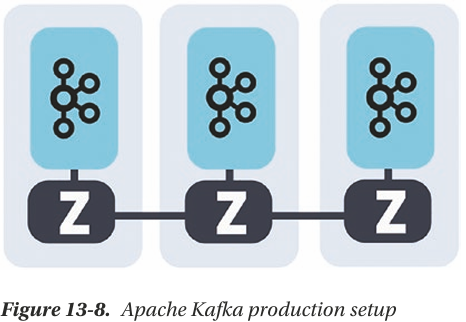 Z Z Z
Figure 13-8. Apache Kafka production setup